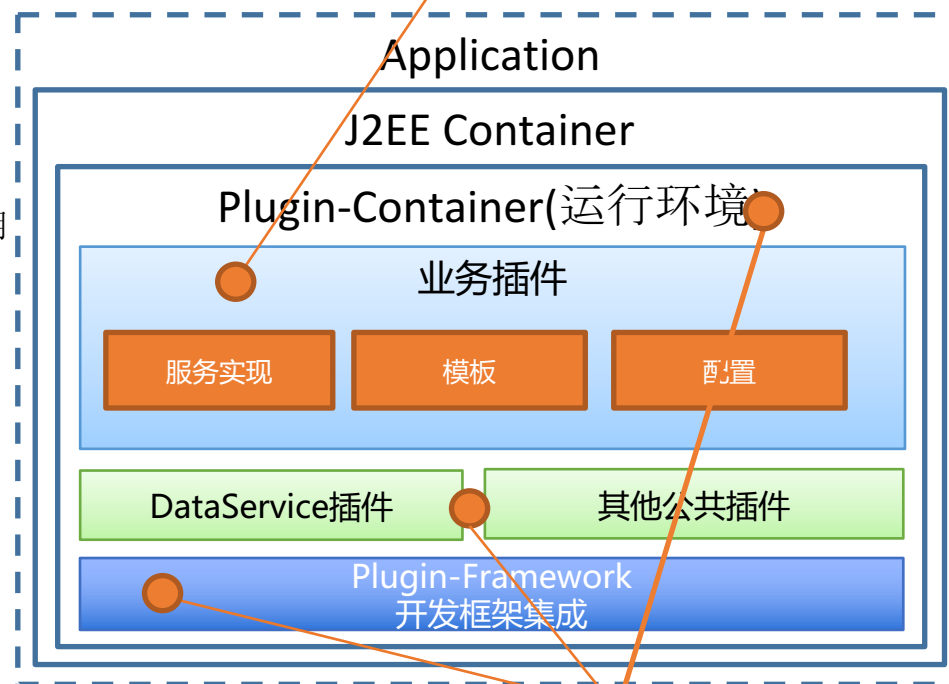 Application
J2EE Container
Plugin-Container(运行环境)
业务插件
服务实现
模板
配置
DataService插件
其他公共插件
Plugin-Framework
开发框架集成